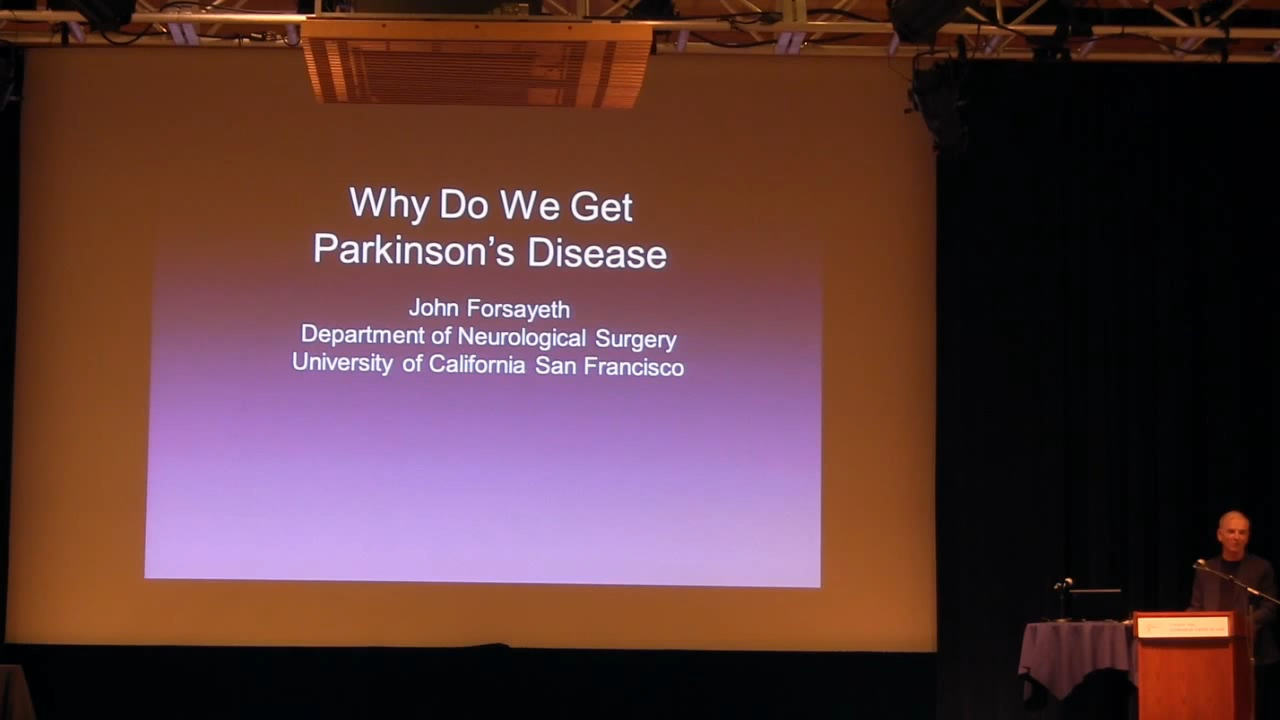 Why Do We Get
Parkinson's Disease
John Forsayeth
Department of Neurological Surgery
University of California San Francisco